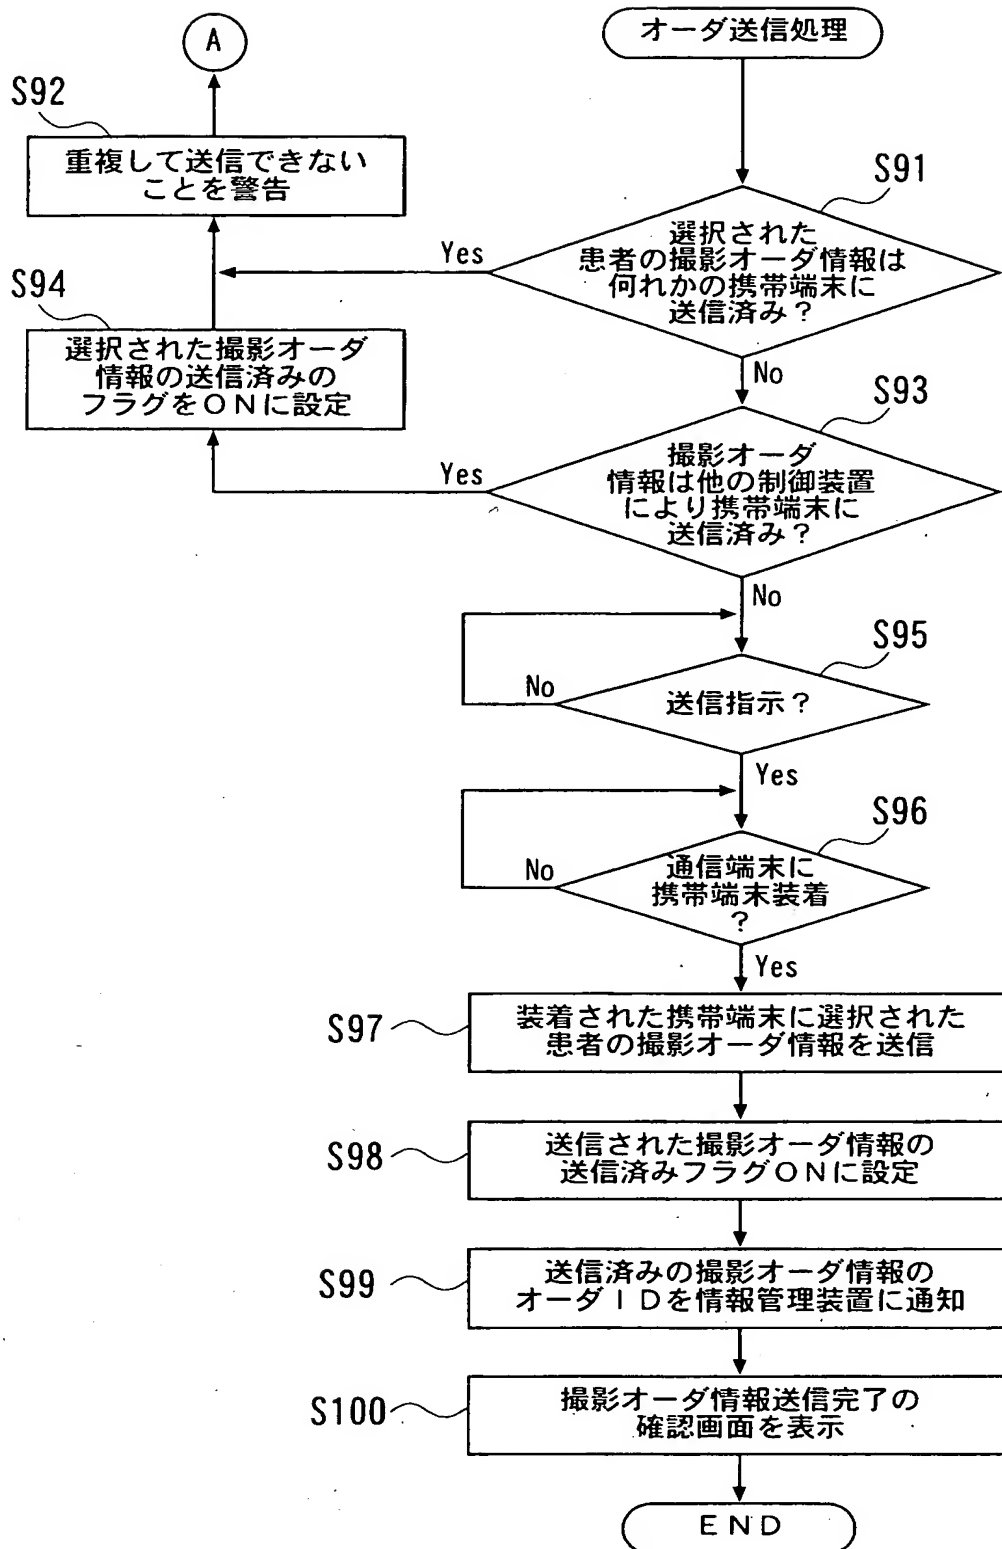 オーダ送信処理
A
S92
重複して送信できない
ことを警告
S91
選択された
患者の撮影オーダ情報は
何れかの携帯端末に
送信済み？
Yes
No
S94
選択された撮影オーダ
情報の送信済みの
フラグをONに設定
S93
撮影オーダ
情報は他の制御装置
により携帯端末に
送信済み？
Yes
No
S95
送信指示？
No
Yes
S96
通信端末に
携帯端末装着
？
No
Yes
S97
装着された携帯端末に選択された
患者の撮影オーダ情報を送信
S98
送信された撮影オーダ情報の
送信済みフラグONに設定
S99
送信済みの撮影オーダ情報の
オーダIDを情報管理装置に通知
S100
撮影オーダ情報送信完了の
確認画面を表示
END